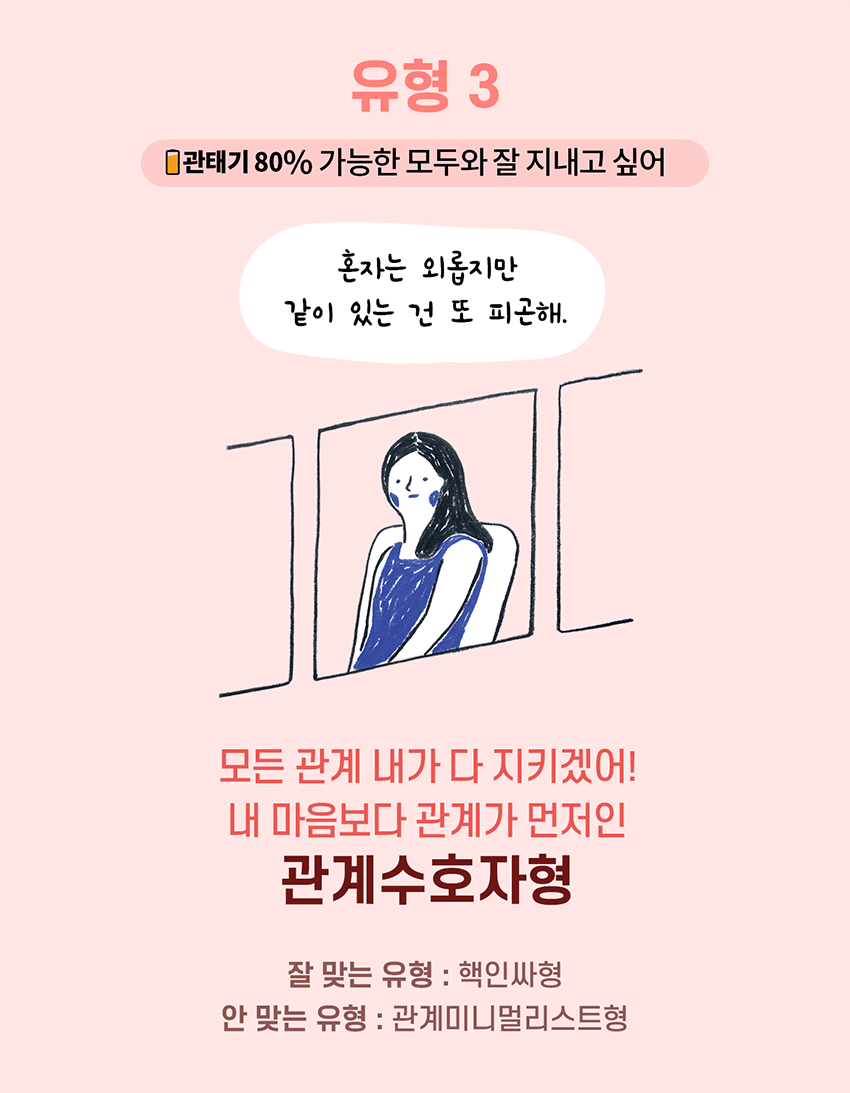 유형 3
관태기 80% 가능한 모두와 잘 지내고 싶어
혼자는 외롭지만
같이 있는 건 또 피곤해.
모든 관계 내가 다 지키겠어!
내 마음보다 관계가 먼저인
관계수호자형
잘 맞는 유형 : 핵인싸형
안 맞는 유형 : 관계미니멀리스트형